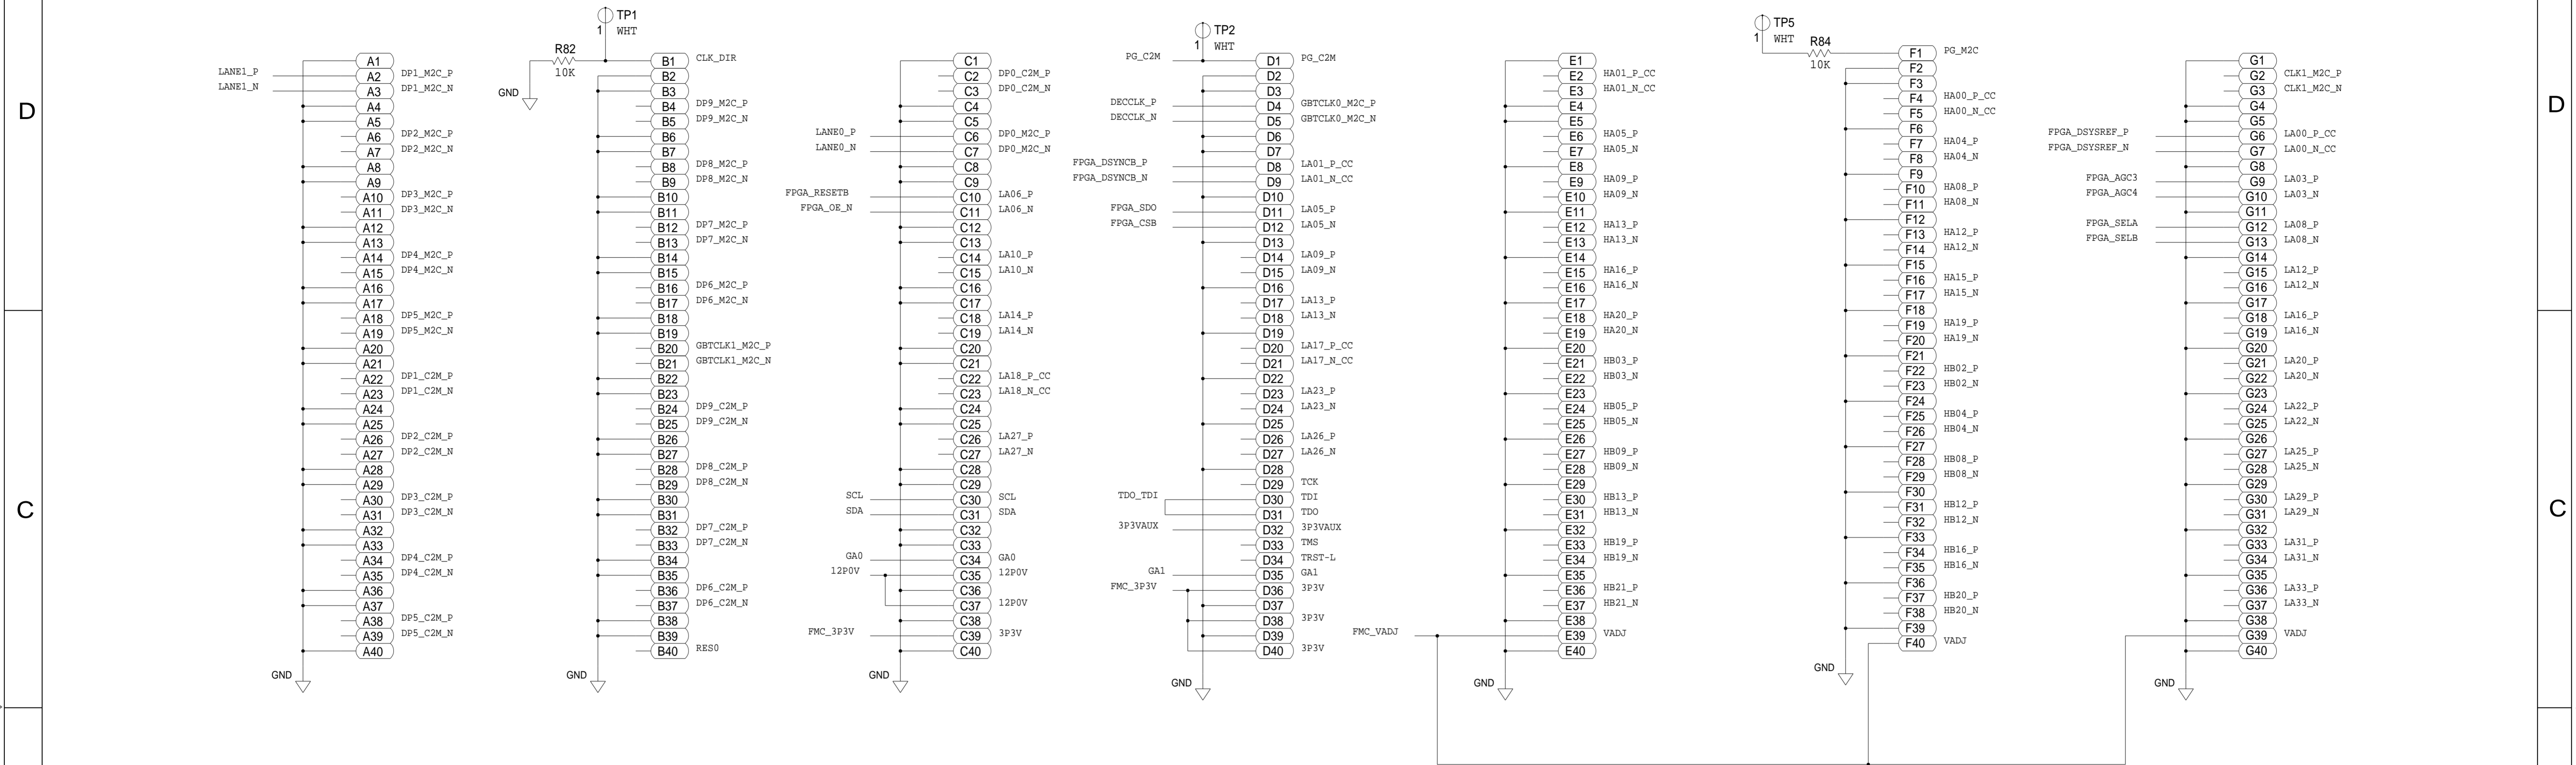 D
TP1
1 WHT
R82
10K
GND
TP2
1 WHT
TP5
1 WHT
R84
10K
D
A1
LANE1_P A2 DP1_M2C_P
LANE1_N A3 DP1_M2C_N
A4
A5
A6 DP2_M2C_P
A7 DP2_M2C_N
A8
A9
A10 DP3_M2C_P
A11 DP3_M2C_N
A12
A13
A14 DP4_M2C_P
A15 DP4_M2C_N
A16
A17
A18 DP5_M2C_P
A19 DP5_M2C_N
A20
A21
A22 DP1_C2M_P
A23 DP1_C2M_N
A24
A25
A26 DP2_C2M_P
A27 DP2_C2M_N
A28
A29
A30 DP3_C2M_P
A31 DP3_C2M_N
A32
A33
A34 DP4_C2M_P
A35 DP4_C2M_N
A36
A37
A38 DP5_C2M_P
A39 DP5_C2M_N
A40
GND
B1 CLK_DIR
B2
B3
B4 DP9_M2C_P
B5 DP9_M2C_N
B6
B7
B8 DP8_M2C_P
B9 DP8_M2C_N
B10
B11
B12 DP7_M2C_P
B13 DP7_M2C_N
B14
B15
B16 DP6_M2C_P
B17 DP6_M2C_N
B18
B19
B20 GBTCLK1_M2C_P
B21 GBTCLK1_M2C_N
B22
B23
B24 DP9_C2M_P
B25 DP9_C2M_N
B26
B27
B28 DP8_C2M_P
B29 DP8_C2M_N
B30
B31
B32 DP7_C2M_P
B33 DP7_C2M_N
B34
B35
B36 DP6_C2M_P
B37 DP6_C2M_N
B38
B39
B40 RES0
GND
C1
C2 DP0_C2M_P
C3 DP0_C2M_N
C4
C5
LANE0_P C6 DP0_M2C_P
LANE0_N C7 DP0_M2C_N
C8
C9
FPGA_RESETB C10 LA06_P
FPGA_OE_N C11 LA06_N
C12
C13
C14 LA10_P
C15 LA10_N
C16
C17
C18 LA14_P
C19 LA14_N
C20
C21
C22 LA18_P_CC
C23 LA18_N_CC
C24
C25
C26 LA27_P
C27 LA27_N
C28
C29
SCL C30 SCL
SDA C31 SDA
C32
C33
GA0 C34 GA0
12P0V C35 12P0V
C36
C37 12P0V
C38
FMC_3P3V C39 3P3V
C40
GND
PG_C2M D1 PG_C2M
D2
D3
DECCLK_P D4 GBTCLK0_M2C_P
DECCLK_N D5 GBTCLK0_M2C_N
D6
D7
FPGA_DSYNCB_P D8 LA01_P_CC
FPGA_DSYNCB_N D9 LA01_N_CC
D10
FPGA_SDO D11 LA05_P
FPGA_CSB D12 LA05_N
D13
D14 LA09_P
D15 LA09_N
D16
D17 LA13_P
D18 LA13_N
D19
D20 LA17_P_CC
D21 LA17_N_CC
D22
D23 LA23_P
D24 LA23_N
D25
D26 LA26_P
D27 LA26_N
D28
D29 TCK
TDO_TDI D30 TDI
D31 TDO
3P3VAUX D32 3P3VAUX
D33 TMS
D34 TRST-L
GA1 D35 GA1
FMC_3P3V D36 3P3V
D37
D38 3P3V
D39
D40 3P3V
GND
E1
E2 HA01_P_CC
E3 HA01_N_CC
E4
E5
E6 HA05_P
E7 HA05_N
E8
E9 HA09_P
E10 HA09_N
E11
E12 HA13_P
E13 HA13_N
E14
E15 HA16_P
E16 HA16_N
E17
E18 HA20_P
E19 HA20_N
E20
E21 HB03_P
E22 HB03_N
E23
E24 HB05_P
E25 HB05_N
E26
E27 HB09_P
E28 HB09_N
E29
E30 HB13_P
E31 HB13_N
E32
E33 HB19_P
E34 HB19_N
E35
E36 HB21_P
E37 HB21_N
E38
FMC_VADJ E39 VADJ
E40
GND
F1 PG_M2C
F2
F3
F4 HA00_P_CC
F5 HA00_N_CC
F6
F7 HA04_P
F8 HA04_N
F9
F10 HA08_P
F11 HA08_N
F12
F13 HA12_P
F14 HA12_N
F15
F16 HA15_P
F17 HA15_N
F18
F19 HA19_P
F20 HA19_N
F21
F22 HB02_P
F23 HB02_N
F24
F25 HB04_P
F26 HB04_N
F27
F28 HB08_P
F29 HB08_N
F30
F31 HB12_P
F32 HB12_N
F33
F34 HB16_P
F35 HB16_N
F36
F37 HB20_P
F38 HB20_N
F39
F40 VADJ
GND
G1
G2 CLK1_M2C_P
G3 CLK1_M2C_N
G4
G5
FPGA_DSYSREF_P G6 LA00_P_CC
FPGA_DSYSREF_N G7 LA00_N_CC
G8
FPGA_AGC3 G9 LA03_P
FPGA_AGC4 G10 LA03_N
G11
FPGA_SELA G12 LA08_P
FPGA_SELB G13 LA08_N
G14
G15 LA12_P
G16 LA12_N
G17
G18 LA16_P
G19 LA16_N
G20
G21 LA20_P
G22 LA20_N
G23
G24 LA22_P
G25 LA22_N
G26
G27 LA25_P
G28 LA25_N
G29
G30 LA29_P
G31 LA29_N
G32
G33 LA31_P
G34 LA31_N
G35
G36 LA33_P
G37 LA33_N
G38
G39 VADJ
G40
GND
C
C